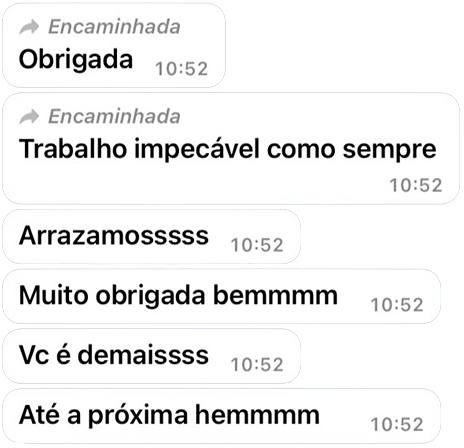 Encaminhada
Obrigada 10:52
Encaminhada
Trabalho impecável como sempre
10:52
Arrazamosssss 10:52
Muito obrigada bemmmm 10:52
Vc é demaissss 10:52
Até a próxima hemmmm 10:52